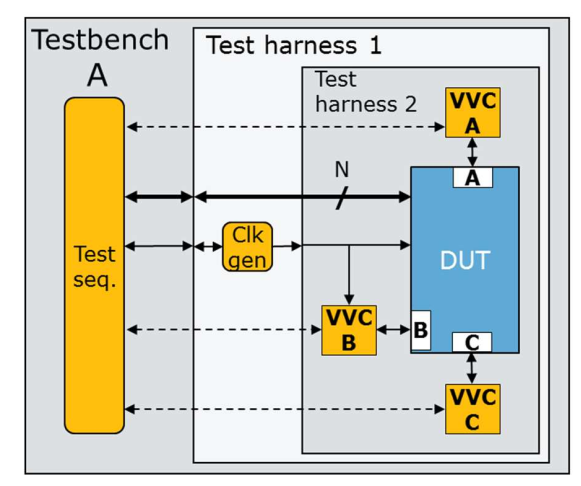 Testbench
A
Test harness 1
Test
harness 2
VVC
A
A
N
Clk
gen
Test
seq.
DUT
VVC
B
B
C
VVC
C